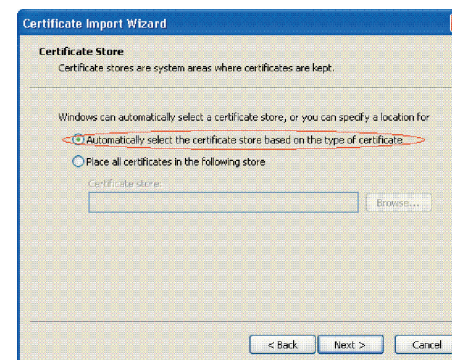 Certificate Import Wizard
Certificate Store
Certificate stores are system areas where certificates are kept.
Windows can automatically select a certificate store, or you can specify a location for
Automatically select the certificate store based on the type of certificate
Place all certificates in the following store
Certificate store:
Browse...
< Back
Next >
Cancel